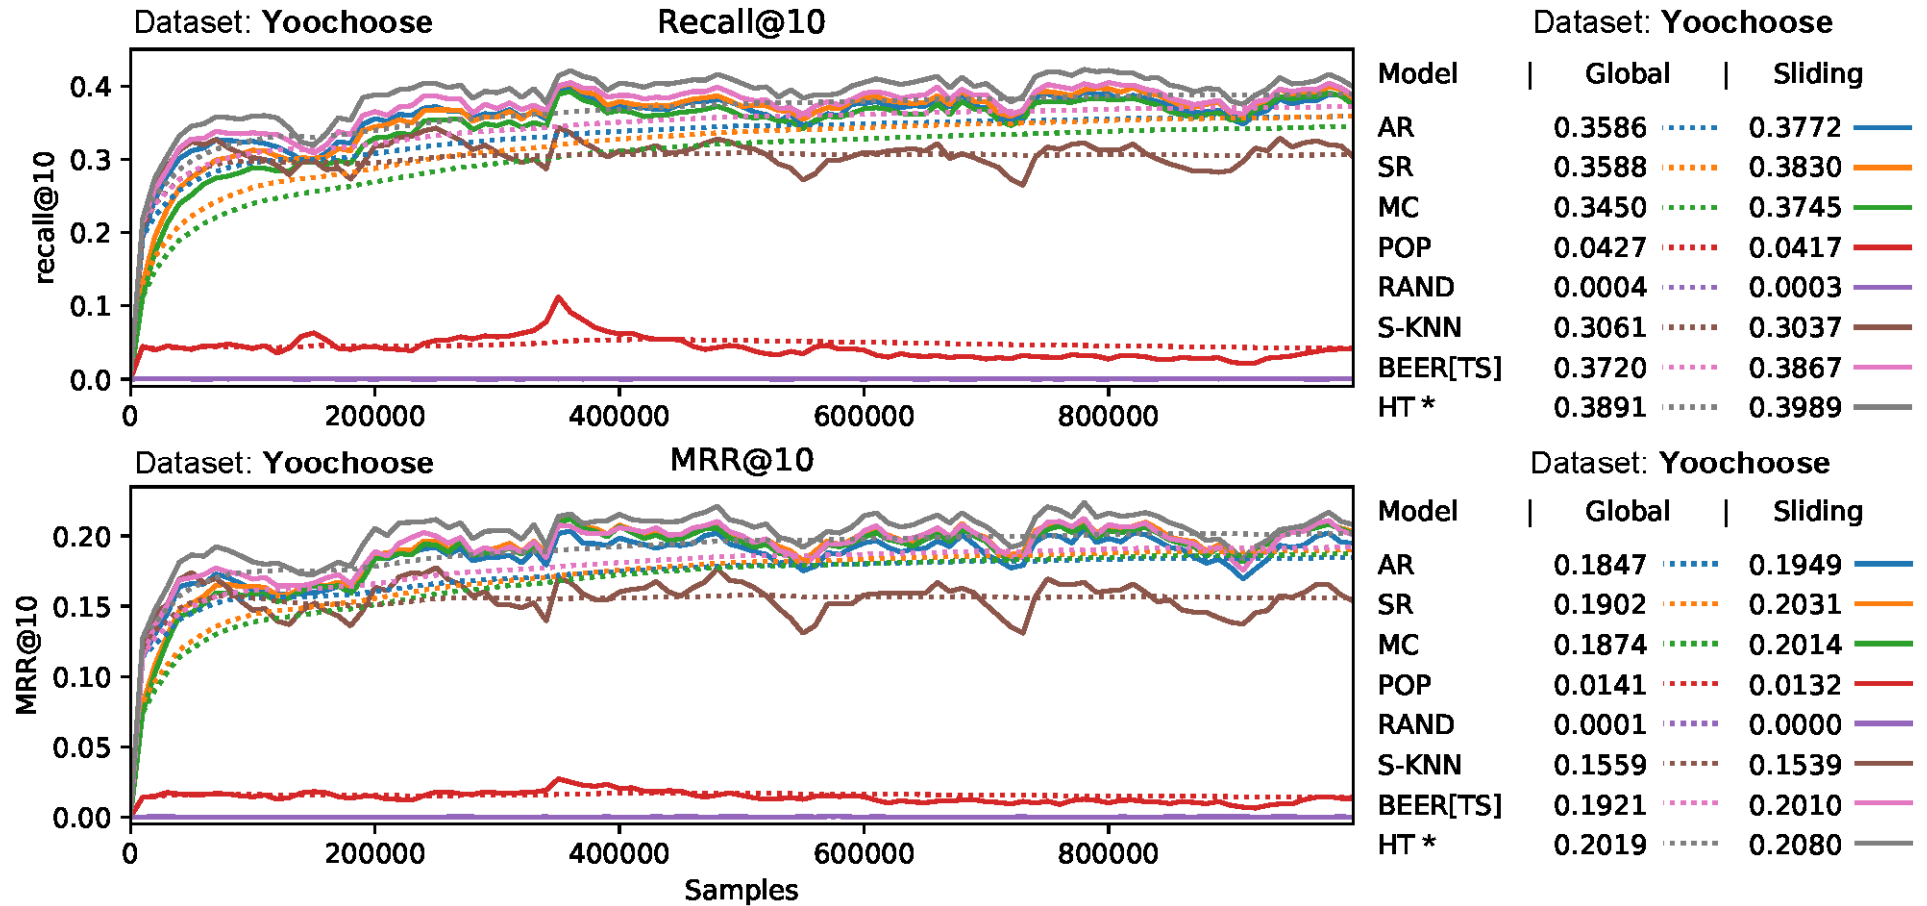 Dataset: Yoochoose Recall@10 Dataset: Yoochoose
Model | Global | Sliding
AR 0.3586 0.3772
SR 0.3588 0.3830
MC 0.3450 0.3745
POP 0.0427 0.0417
RAND 0.0004 0.0003
S-KNN 0.3061 0.3037
BEER[TS] 0.3720 0.3867
HT * 0.3891 0.3989
recall@10
0.4
0.3
0.2
0.1
0.0
0 200000 400000 600000 800000
Dataset: Yoochoose MRR@10 Dataset: Yoochoose
Model | Global | Sliding
AR 0.1847 0.1949
SR 0.1902 0.2031
MC 0.1874 0.2014
POP 0.0141 0.0132
RAND 0.0001 0.0000
S-KNN 0.1559 0.1539
BEER[TS] 0.1921 0.2010
HT * 0.2019 0.2080
MRR@10
0.20
0.15
0.10
0.05
0.00
0 200000 400000 600000 800000
Samples